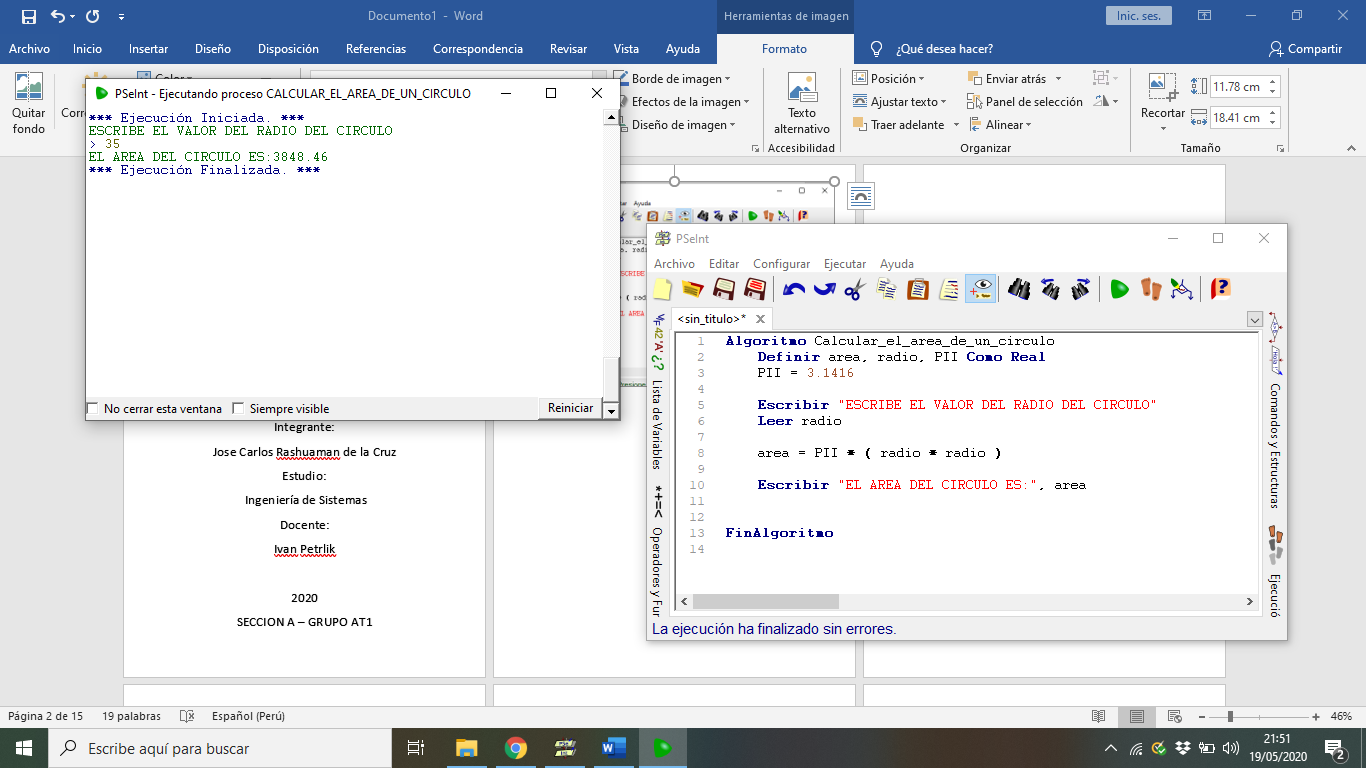 Documento1 - Word
Herramientas de imagen
Inic. ses.
Archivo Inicio Insertar Diseño Disposición Referencias Correspondencia Revisar Vista Ayuda Formato ¿Qué desea hacer? Compartir
Quitar fondo
Color
Borde de imagen
Efectos de la imagen
Diseño de imagen
Texto alternativo
Accesibilidad
Posición
Ajustar texto
Traer adelante
Enviar atrás
Panel de selección
Alinear
Organizar
Recortar
11.78 cm
18.41 cm
Tamaño
PSeInt - Ejecutando proceso CALCULAR_EL_AREA_DE_UN_CIRCULO
*** Ejecución Iniciada. ***
ESCRIBE EL VALOR DEL RADIO DEL CIRCULO
> 35
EL AREA DEL CIRCULO ES:3848.46
*** Ejecución Finalizada. ***
No cerrar esta ventana Siempre visible Reiniciar
Integrante:
Jose Carlos Rashuaman de la Cruz
Estudio:
Ingeniería de Sistemas
Docente:
Ivan Petrlik
2020
SECCION A – GRUPO AT1
Ayuda
PSeInt
Archivo Editar Configurar Ejecutar Ayuda
<sin_titulo>*
1 Algoritmo Calcular_el_area_de_un_circulo
2 Definir area, radio, PII Como Real
3 PII = 3.1416
4
5 Escribir "ESCRIBE EL VALOR DEL RADIO DEL CIRCULO"
6 Leer radio
7
8 area = PII * ( radio * radio )
9
10 Escribir "EL AREA DEL CIRCULO ES:", area
11
12
13 FinAlgoritmo
14
Lista de Variables
*+=<
Operadores y Fun
Comandos y Estructuras
Ejecució
La ejecución ha finalizado sin errores.
Página 2 de 15 19 palabras Español (Perú) 46%
Escribe aquí para buscar
21:51
19/05/2020
2